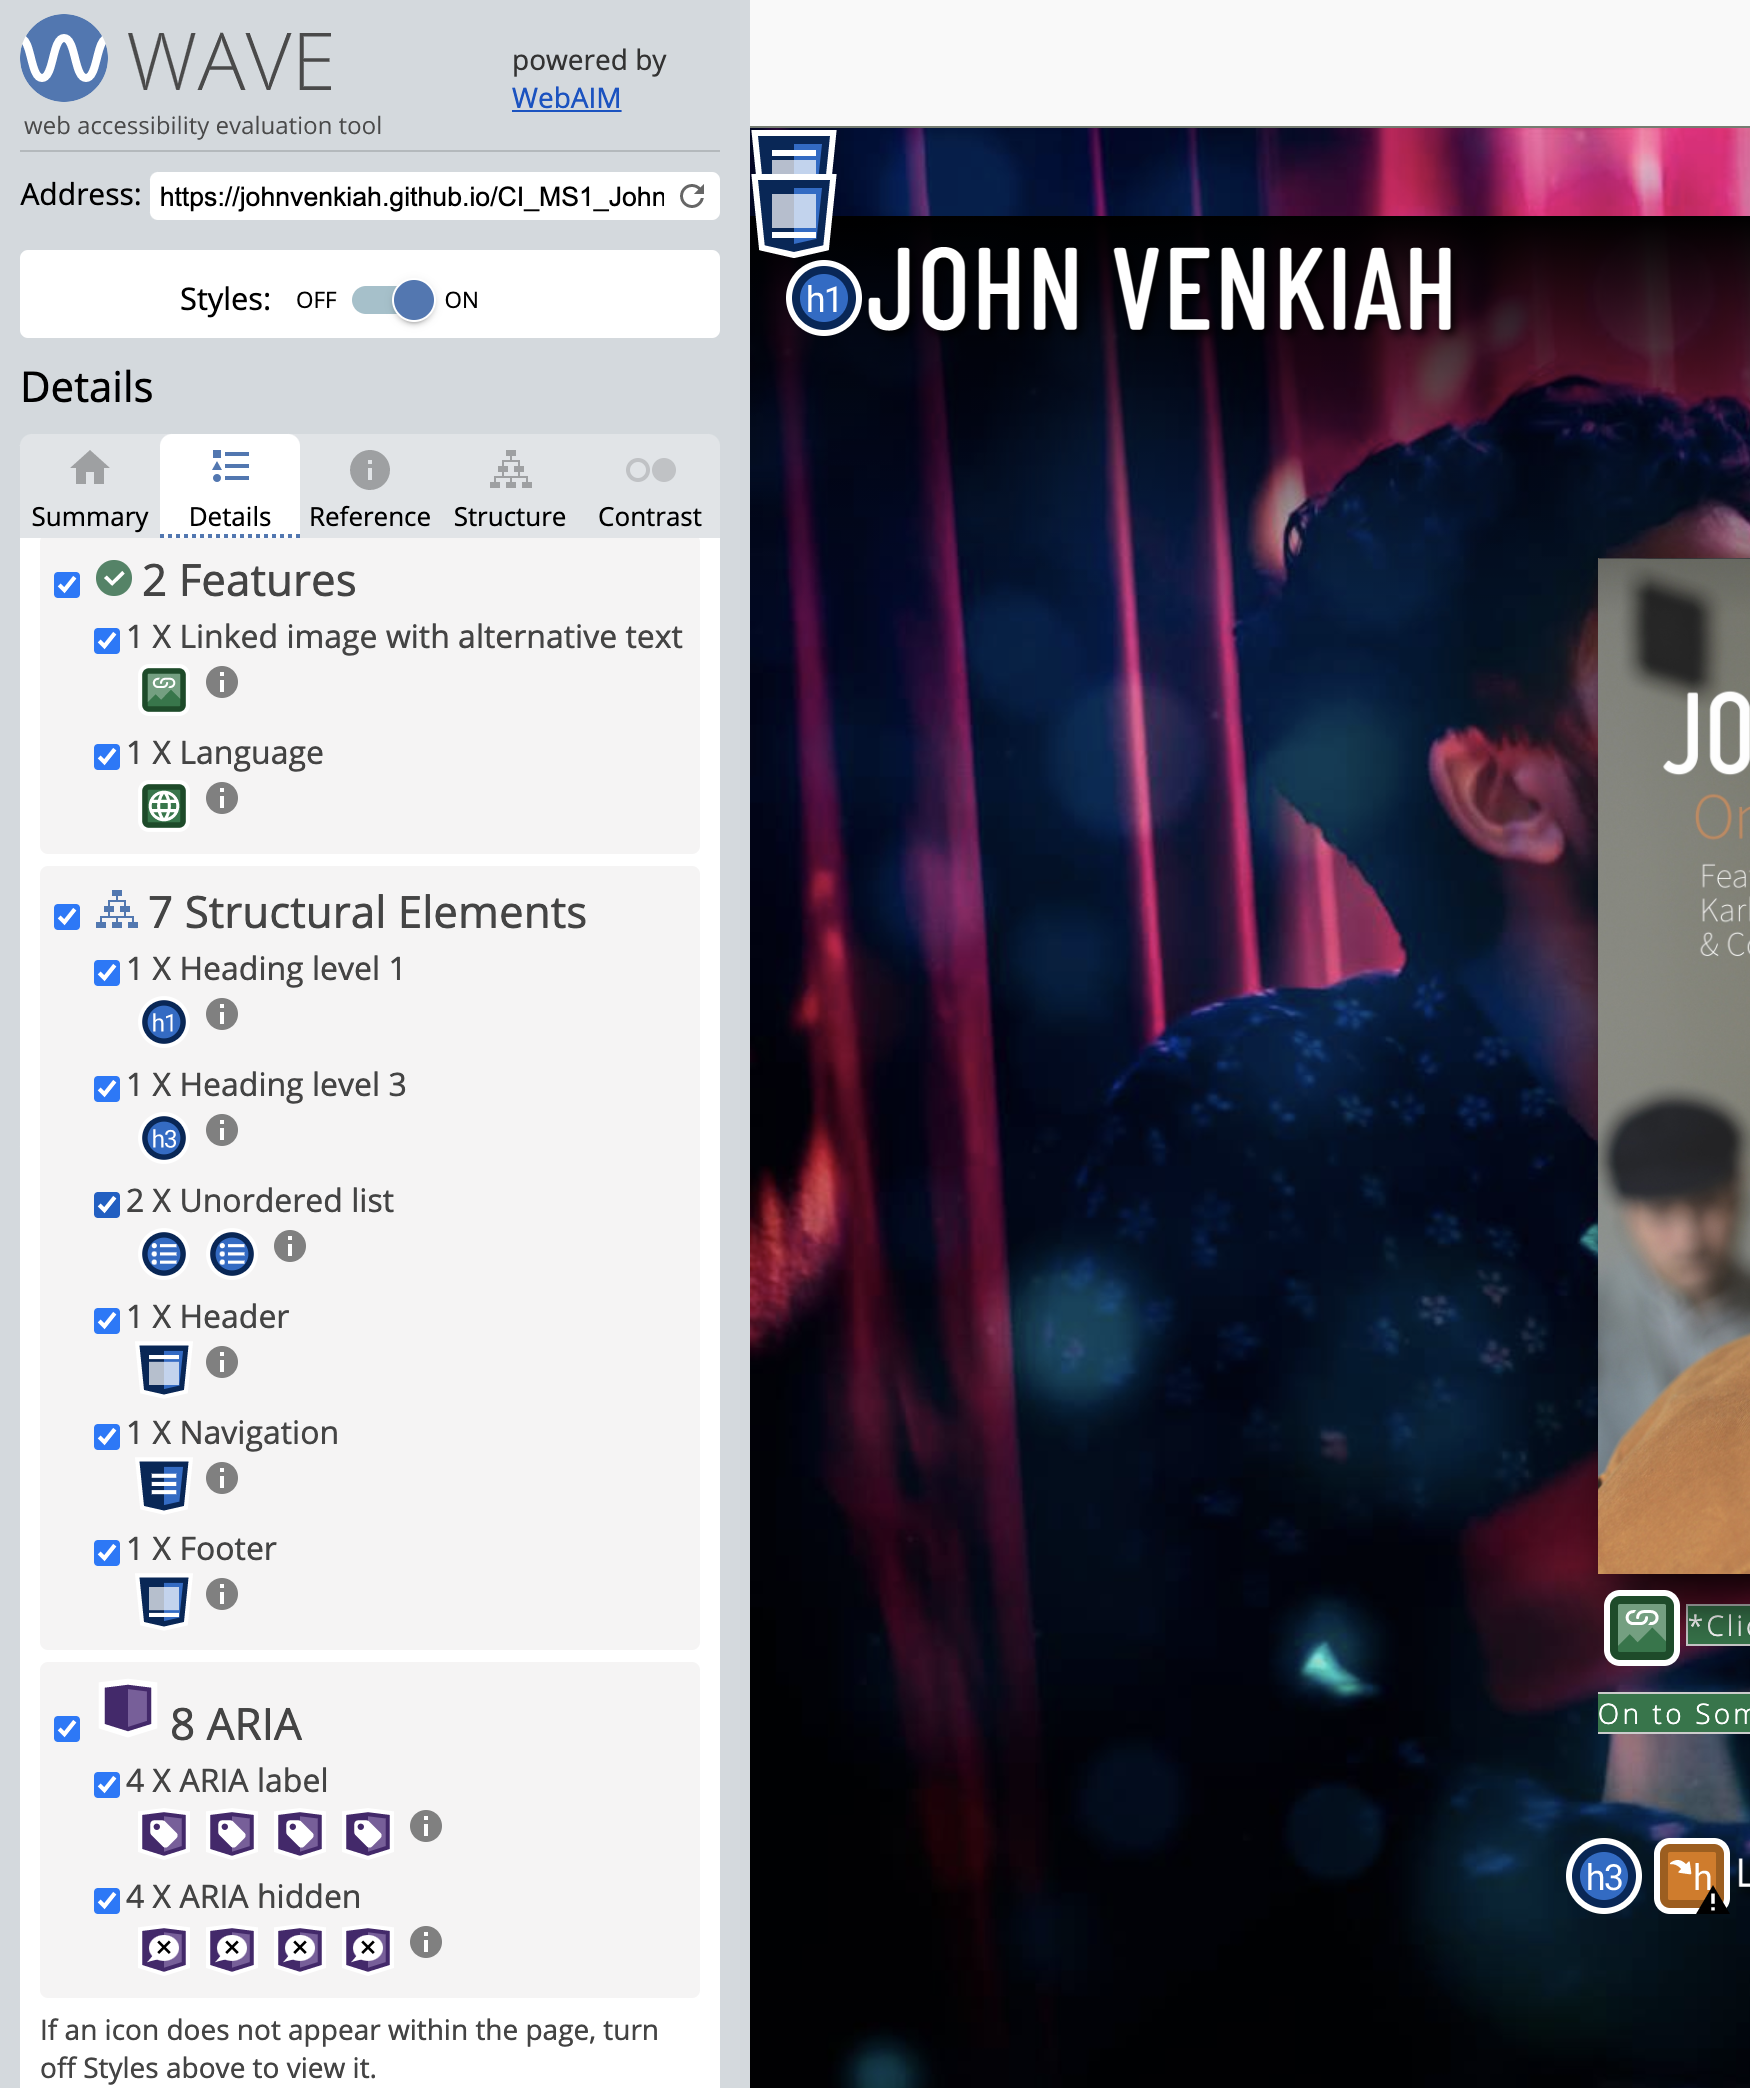 WAVE
powered by
WebAIM
web accessibility evaluation tool
Address: https://johnvenkiah.github.io/CI_MS1_John
Styles: OFF ON
Details
Summary Details Reference Structure Contrast
2 Features
1 X Linked image with alternative text
1 X Language
7 Structural Elements
1 X Heading level 1
h1
1 X Heading level 3
h3
2 X Unordered list
1 X Header
1 X Navigation
1 X Footer
8 ARIA
4 X ARIA label
4 X ARIA hidden
If an icon does not appear within the page, turn
off Styles above to view it.
h1 JOHN VENKIAH
JO
On
Fea
Kar
& Co
*Clic
On to Som
h3 h L